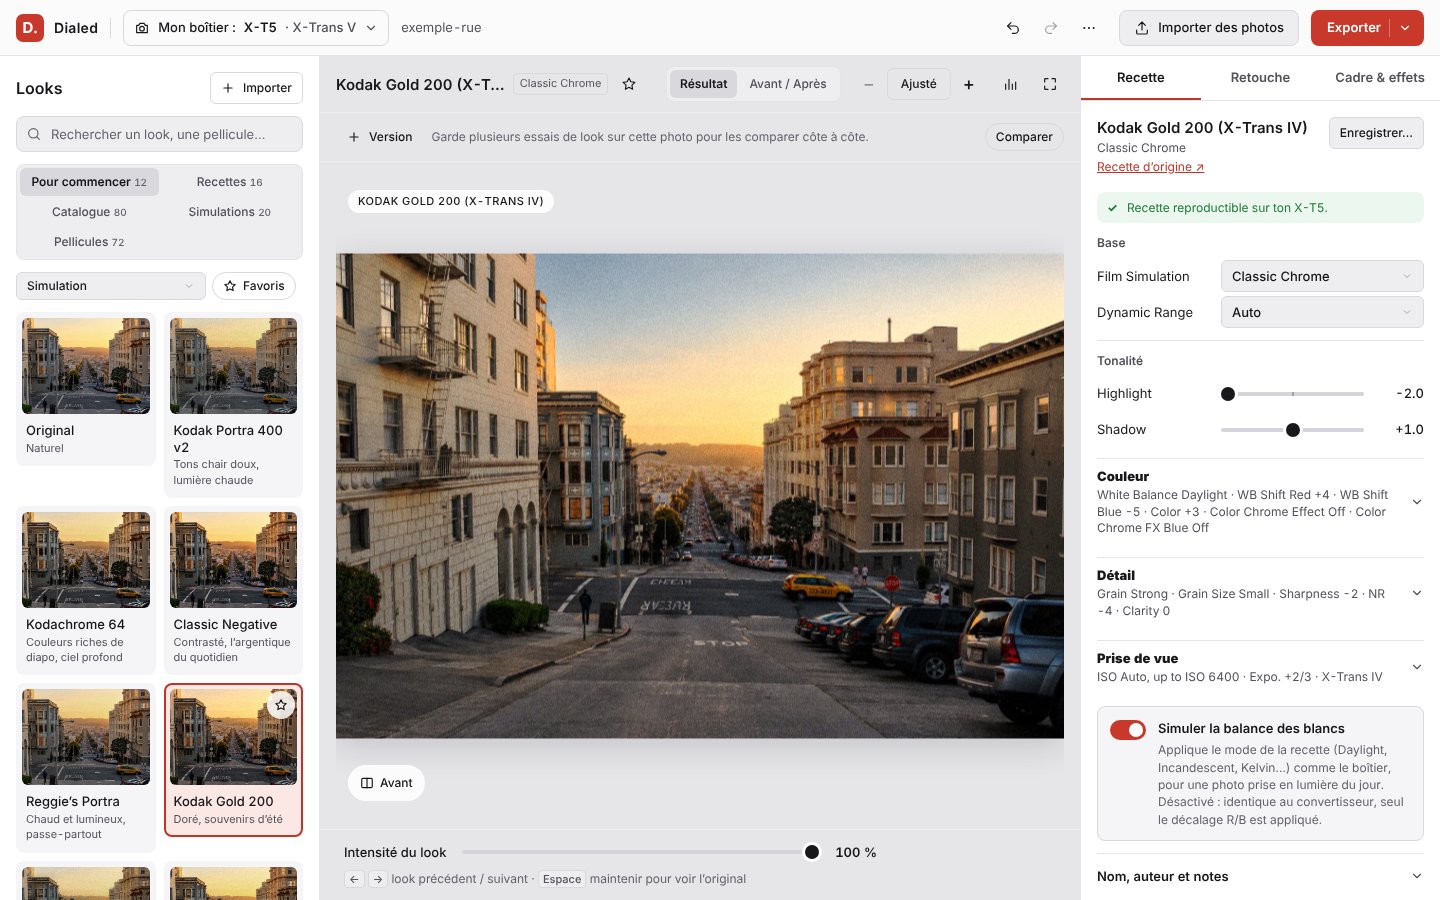 D. Dialed
Mon boîtier : X-T5 · X-Trans V
exemple-rue
Importer des photos
Exporter
Looks
Importer
Rechercher un look, une pellicule...
Pour commencer 12
Recettes 16
Catalogue 80
Simulations 20
Pellicules 72
Simulation
Favoris
Original
Naturel
Kodak Portra 400
v2
Tons chair doux,
lumière chaude
Kodachrome 64
Couleurs riches de
diapo, ciel profond
Classic Negative
Contrasté, l'argentique
du quotidien
Reggie's Portra
Chaud et lumineux,
passe-partout
Kodak Gold 200
Doré, souvenirs d'été
Kodak Gold 200 (X-T...
Classic Chrome
Résultat
Avant / Après
Ajusté
Version
Garde plusieurs essais de look sur cette photo pour les comparer côte à côte.
Comparer
KODAK GOLD 200 (X-TRANS IV)
STOP
Avant
Intensité du look
100 %
← → look précédent / suivant · Espace maintenir pour voir l'original
Recette
Retouche
Cadre & effets
Kodak Gold 200 (X-Trans IV)
Enregistrer...
Classic Chrome
Recette d'origine ↗
Recette reproductible sur ton X-T5.
Base
Film Simulation
Classic Chrome
Dynamic Range
Auto
Tonalité
Highlight
-2.0
Shadow
+1.0
Couleur
White Balance Daylight · WB Shift Red +4 · WB Shift
Blue -5 · Color +3 · Color Chrome Effect Off · Color
Chrome FX Blue Off
Détail
Grain Strong · Grain Size Small · Sharpness -2 · NR
-4 · Clarity 0
Prise de vue
ISO Auto, up to ISO 6400 · Expo. +2/3 · X-Trans IV
Simuler la balance des blancs
Applique le mode de la recette (Daylight,
Incandescent, Kelvin...) comme le boîtier,
pour une photo prise en lumière du jour.
Désactivé : identique au convertisseur, seul
le décalage R/B est appliqué.
Nom, auteur et notes